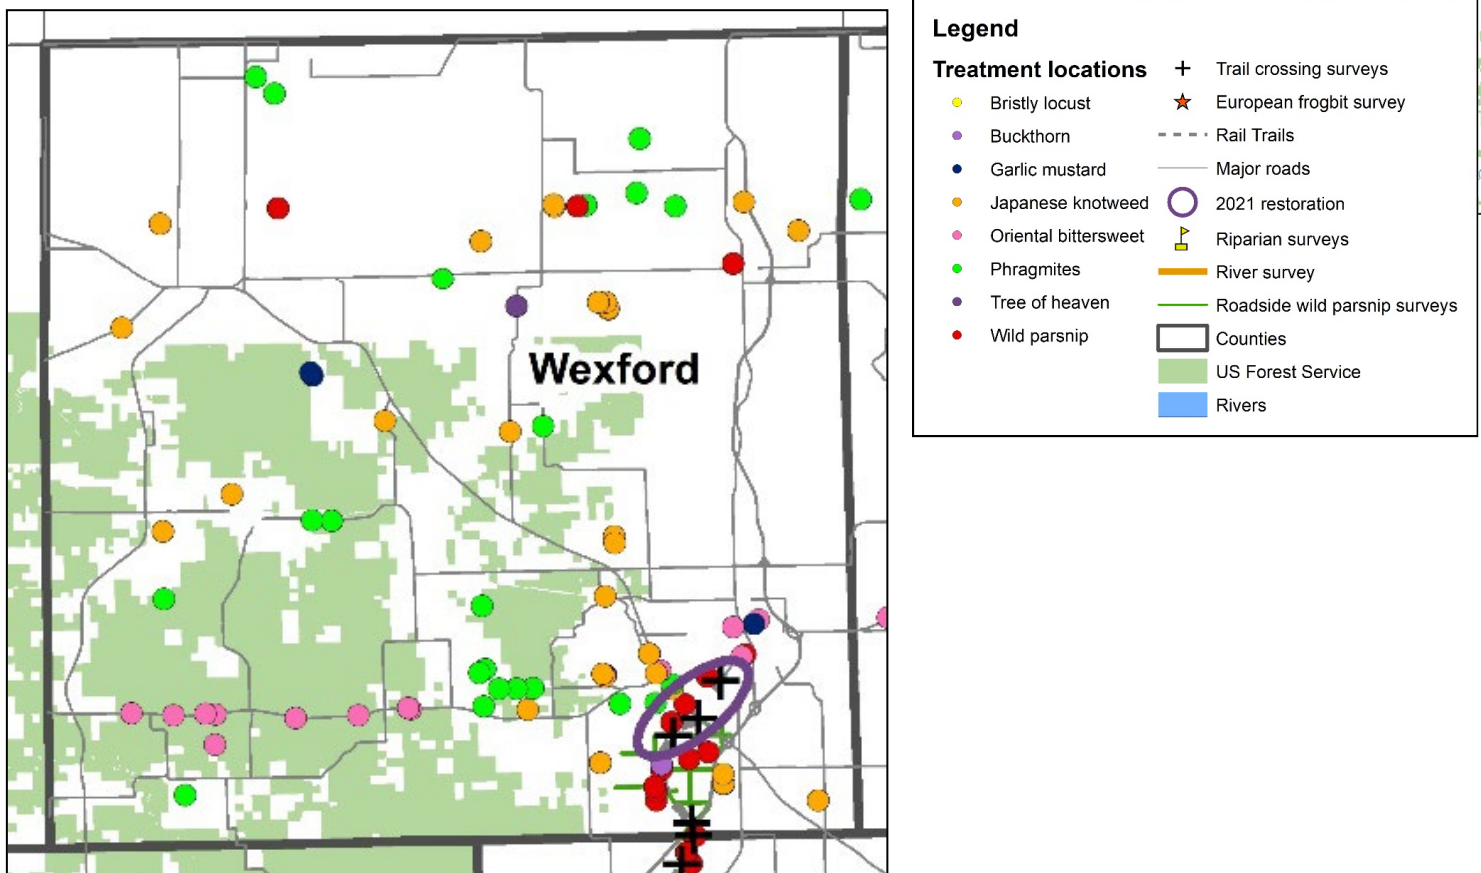 Wexford
Legend
Treatment locations
Bristly locust
Buckthorn
Garlic mustard
Japanese knotweed
Oriental bittersweet
Phragmites
Tree of heaven
Wild parsnip
Trail crossing surveys
European frogbit survey
Rail Trails
Major roads
2021 restoration
Riparian surveys
River survey
Roadside wild parsnip surveys
Counties
US Forest Service
Rivers